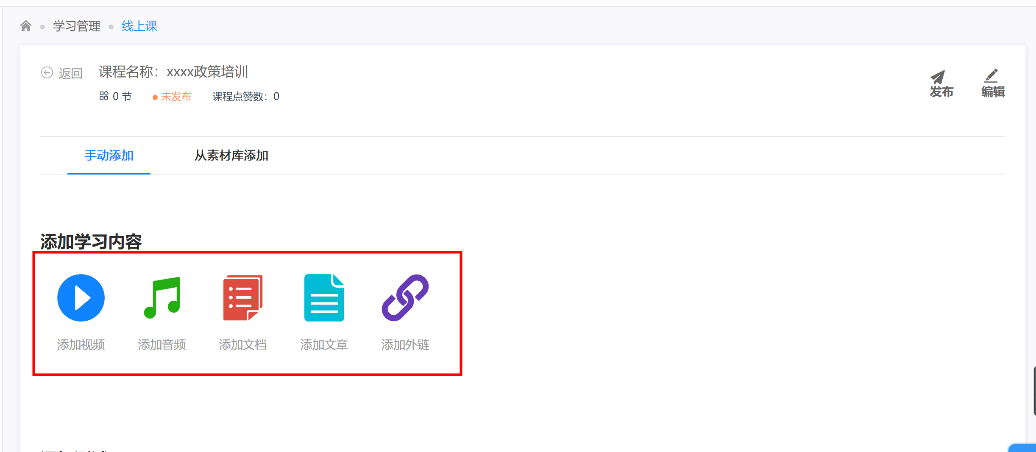 学习管理 线上课
返回 课程名称：xxxx政策培训
0 节 未发布 课程点赞数：0
发布 编辑
手动添加 从素材库添加
添加学习内容
添加视频 添加音频 添加文档 添加文章 添加外链